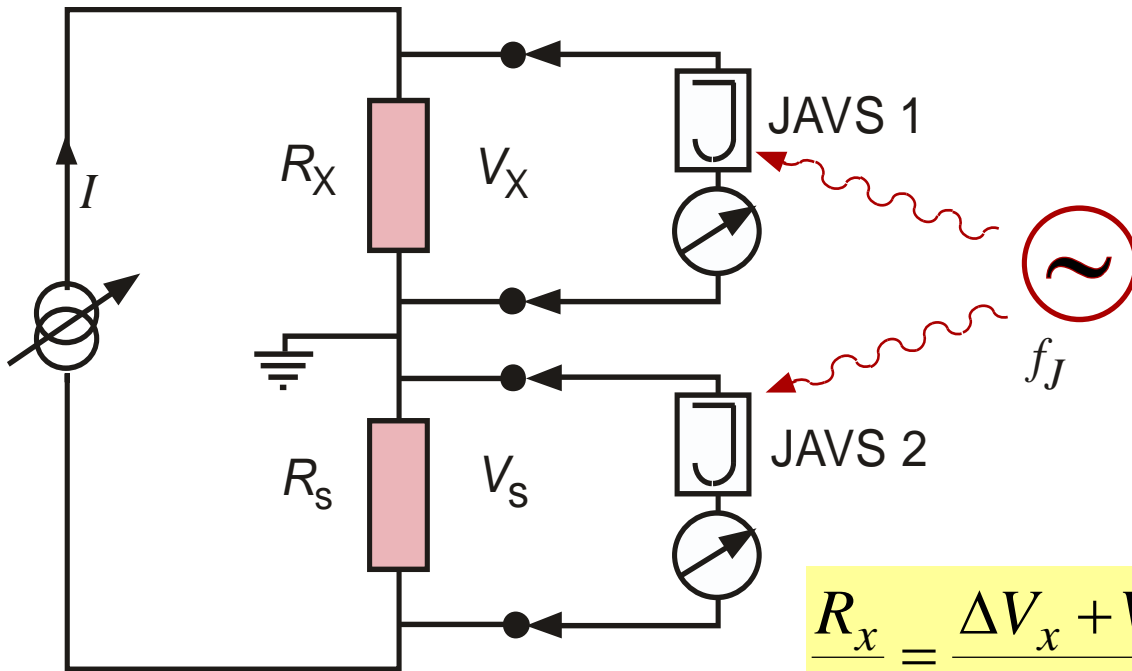 JAVS 1
R_X
V_X
I
~
f_J
JAVS 2
R_s
V_s
R_x = ΔV_x + V